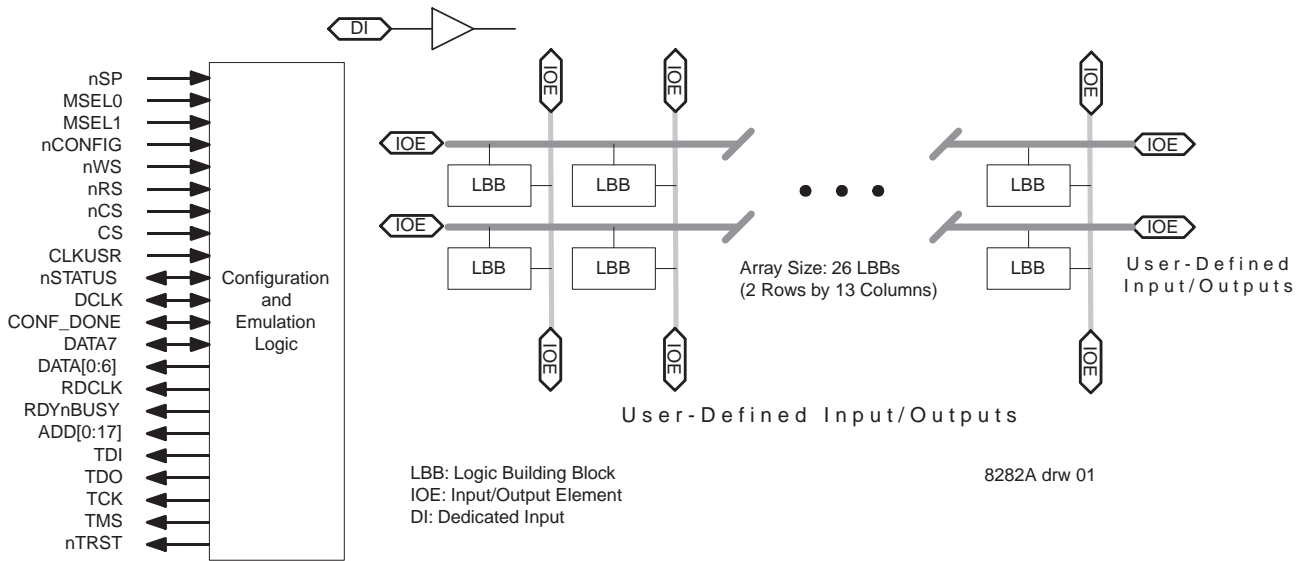 DI
nSP
MSEL0
MSEL1
nCONFIG
nWS
nRS
nCS
CS
CLKUSR
nSTATUS
DCLK
CONF_DONE
DATA7
DATA[0:6]
RDCLK
RDYnBUSY
ADD[0:17]
TDI
TDO
TCK
TMS
nTRST
Configuration
and
Emulation
Logic
IOE
IOE
IOE
IOE
IOE
LBB
LBB
LBB
IOE
IOE
LBB
LBB
LBB
Array Size: 26 LBBs
(2 Rows by 13 Columns)
User-Defined
Input/Outputs
IOE
IOE
IOE
User-Defined Input/Outputs
LBB: Logic Building Block
IOE: Input/Output Element
DI: Dedicated Input
8282A drw 01